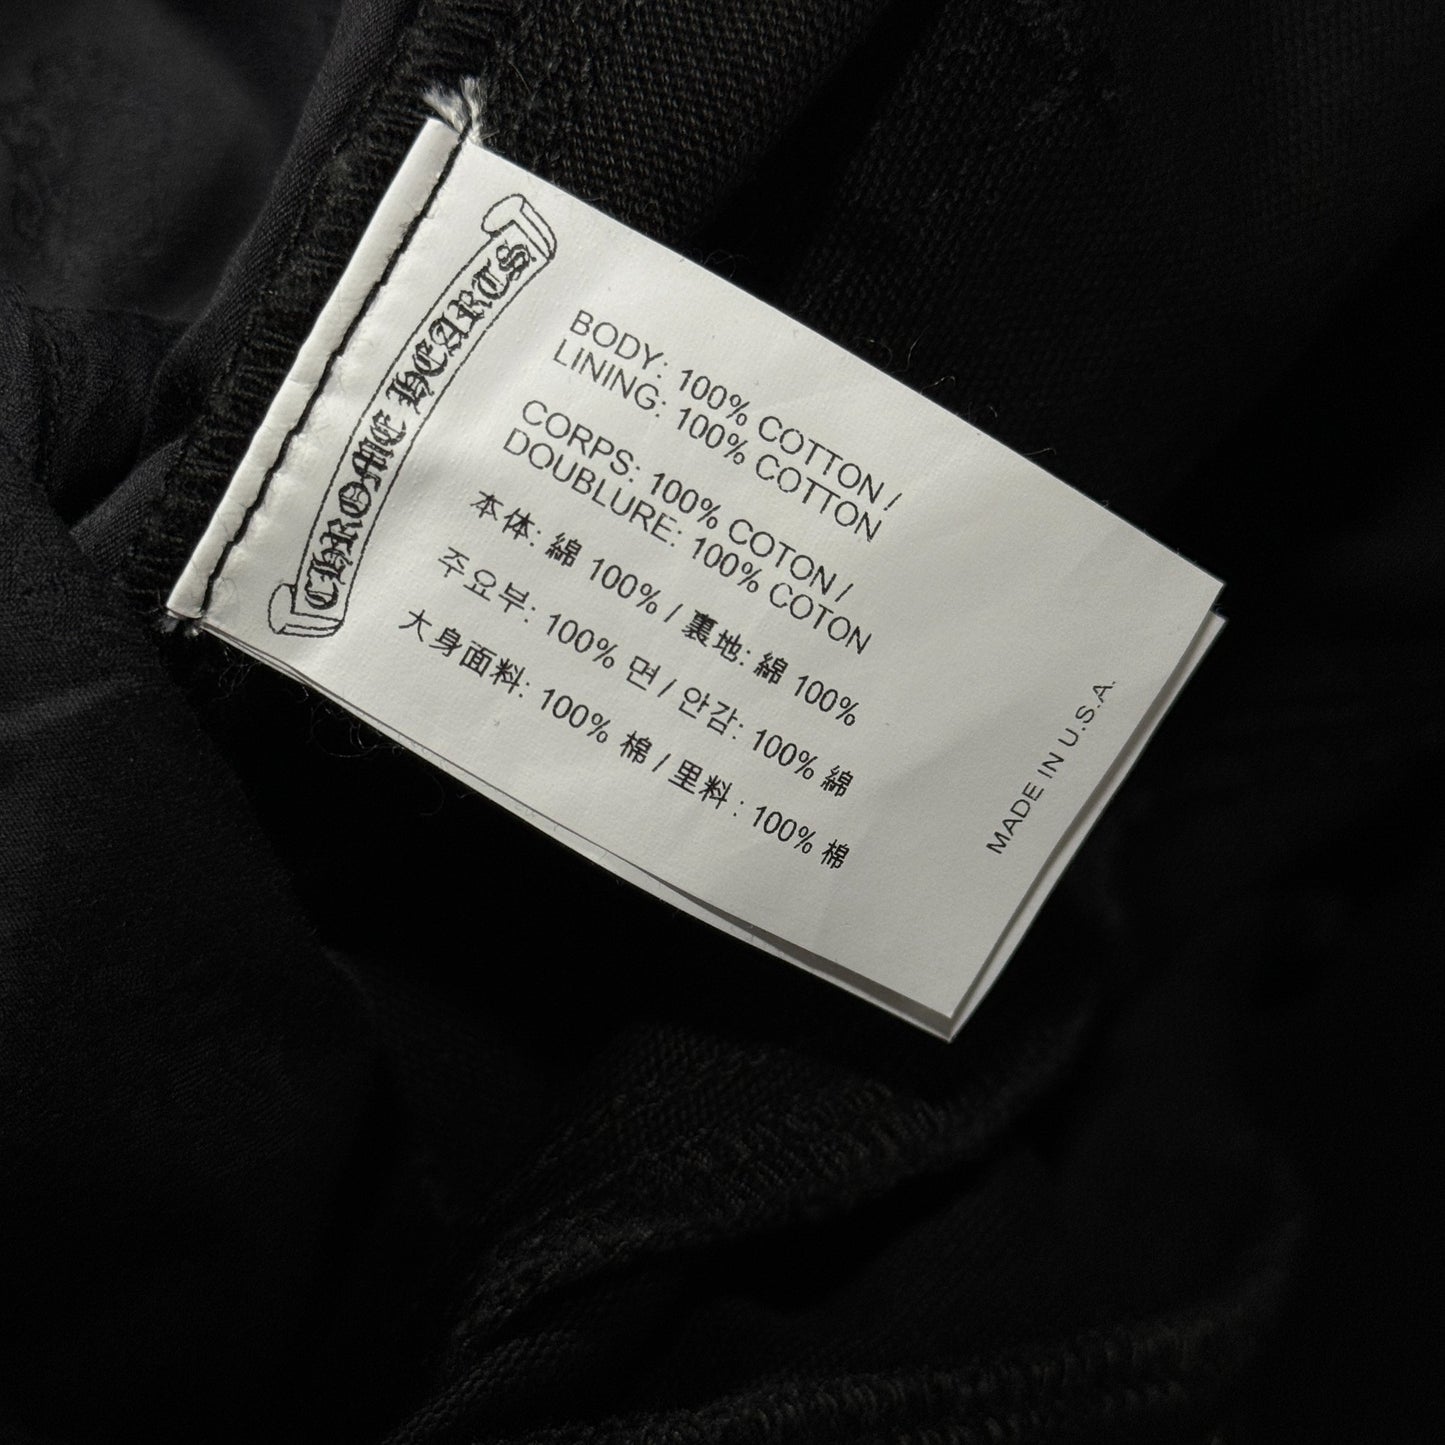 CHROME HEARTS
BODY: 100% COTTON /
LINING: 100% COTTON
CORPS: 100% COTON /
DOUBLURE: 100% COTON
本体: 綿 100% / 裏地: 綿 100%
주요부: 100% 면 / 안감: 100% 綿
大身面料: 100% 棉 / 里料 : 100% 棉
MADE IN U.S.A.